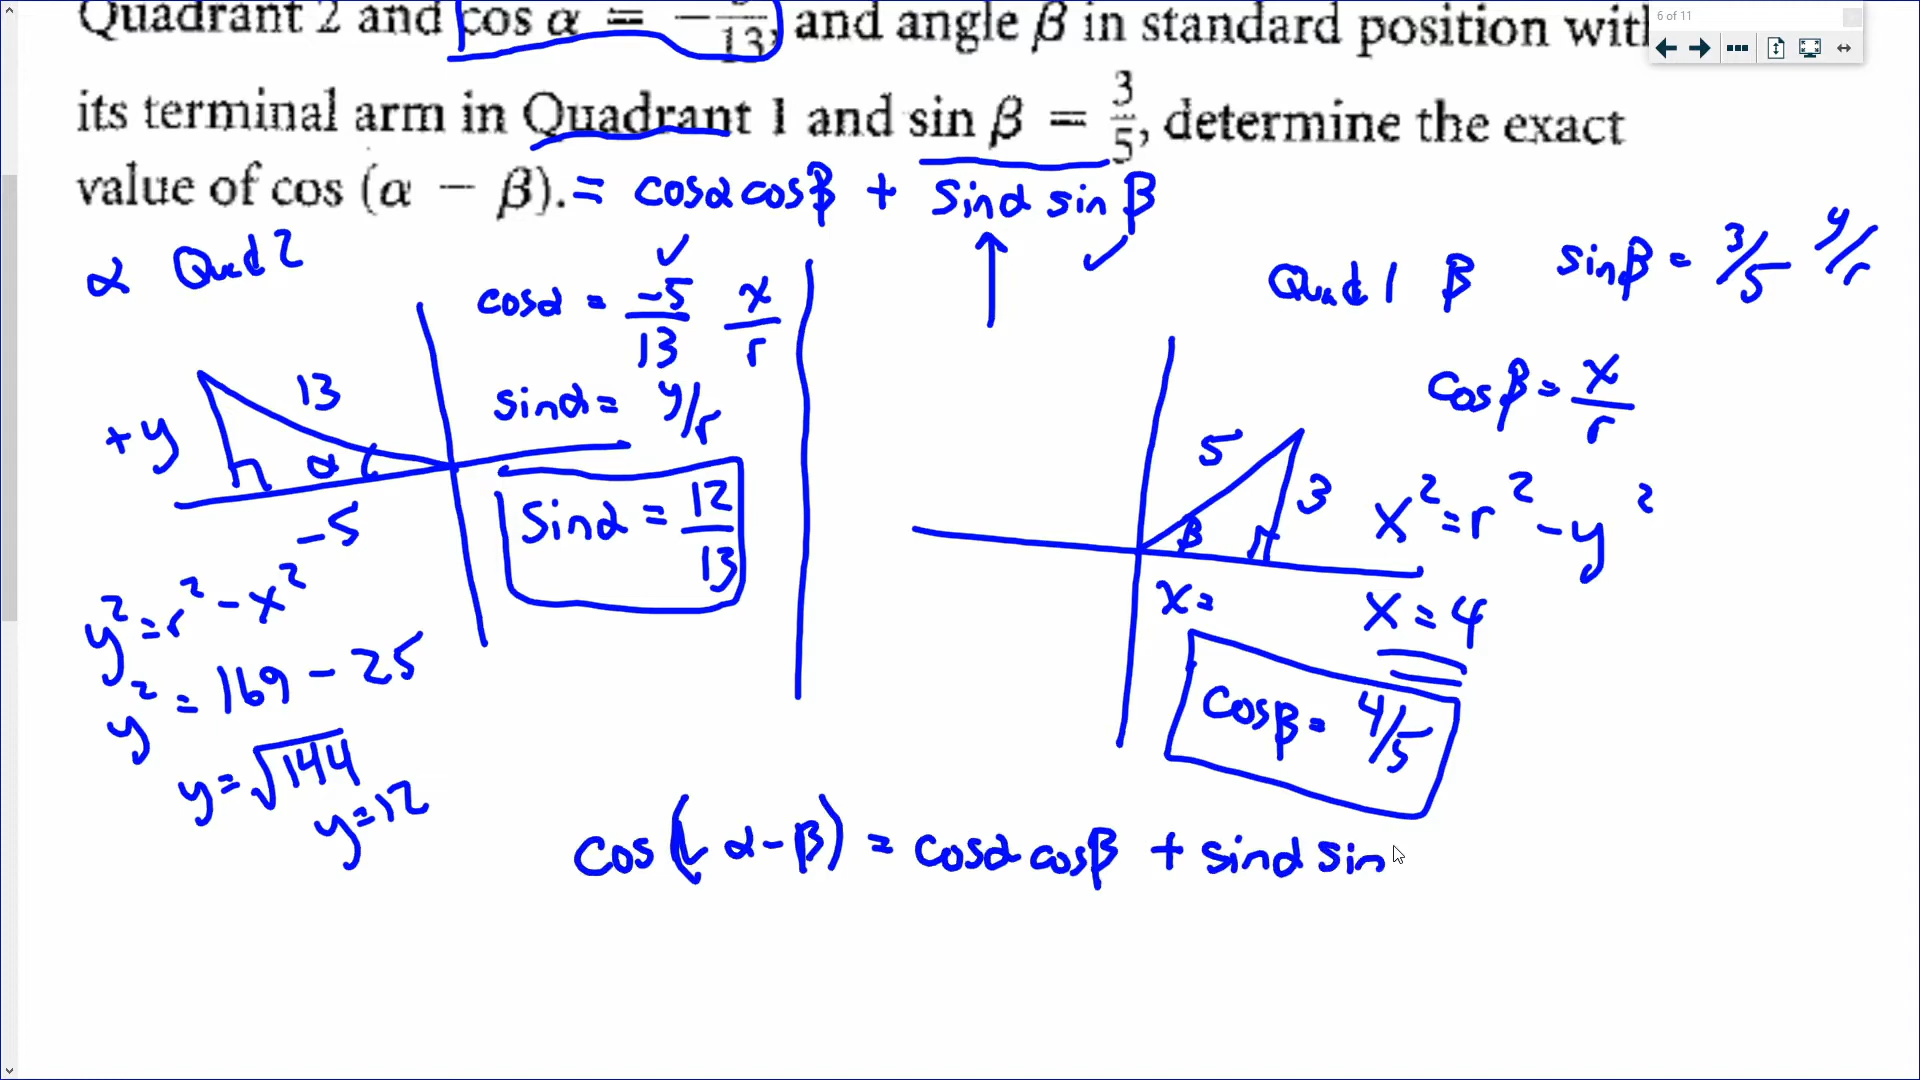 6 of 11
Quadrant 2 and cos α = −/13, and angle β in standard position with
its terminal arm in Quadrant 1 and sin β = 3/5, determine the exact
value of cos (α − β). = cosα cosβ + sinα sin β
α Quad 2
cosα = -5/13 x/r
sinα = y/r
sinα = 12/13
13
+y
α
-5
y² = r² - x²
y² = 169 - 25
y = √144
y = 12
Quad 1 β sinβ = 3/5 y/r
cosβ = x/r
5
3
β
x =
x² = r² - y²
x = 4
cosβ = 4/5
cos (α - β) = cosα cosβ + sinα sin